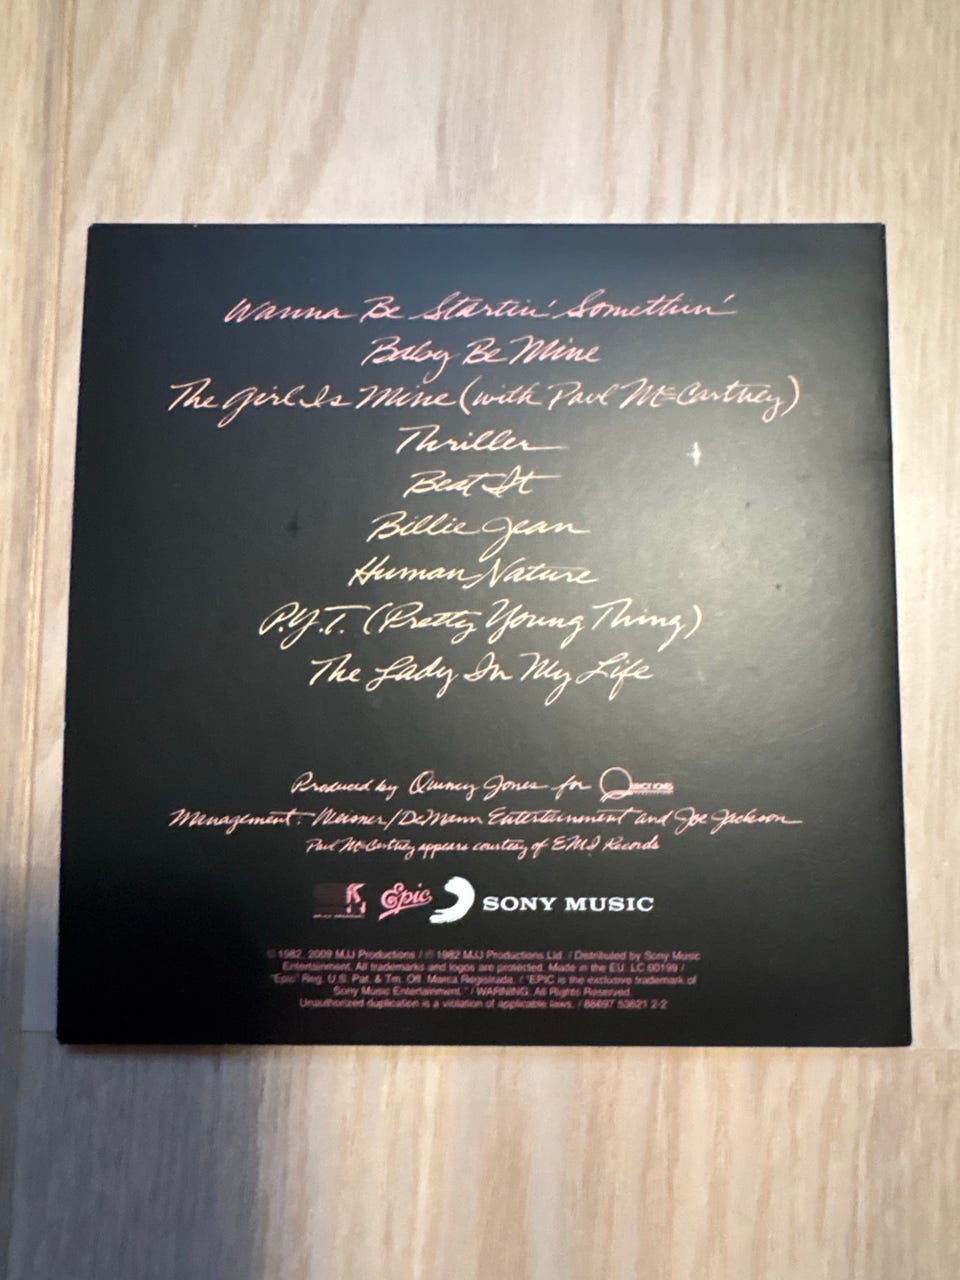 Wanna Be Startin' Somethin'
Baby Be Mine
The Girl Is Mine (with Paul McCartney)
Thriller
Beat It
Billie Jean
Human Nature
P.Y.T. (Pretty Young Thing)
The Lady In My Life
Produced by Quincy Jones for QUINCY JONES
Management: Weisner/DeMann Entertainment and Joe Jackson
Paul McCartney appears courtesy of EMI Records
Epic SONY MUSIC
© 1982, 2009 MJJ Productions / ℗ 1982 MJJ Productions Ltd. / Distributed by Sony Music
Entertainment. All trademarks and logos are protected. Made in the EU. LC 00199 /
"Epic" Reg. U.S. Pat. & Tm. Off. Marca Registrada. / "EPIC is the exclusive trademark of
Sony Music Entertainment." / WARNING: All Rights Reserved.
Unauthorized duplication is a violation of applicable laws. / 88697 53621 2-2